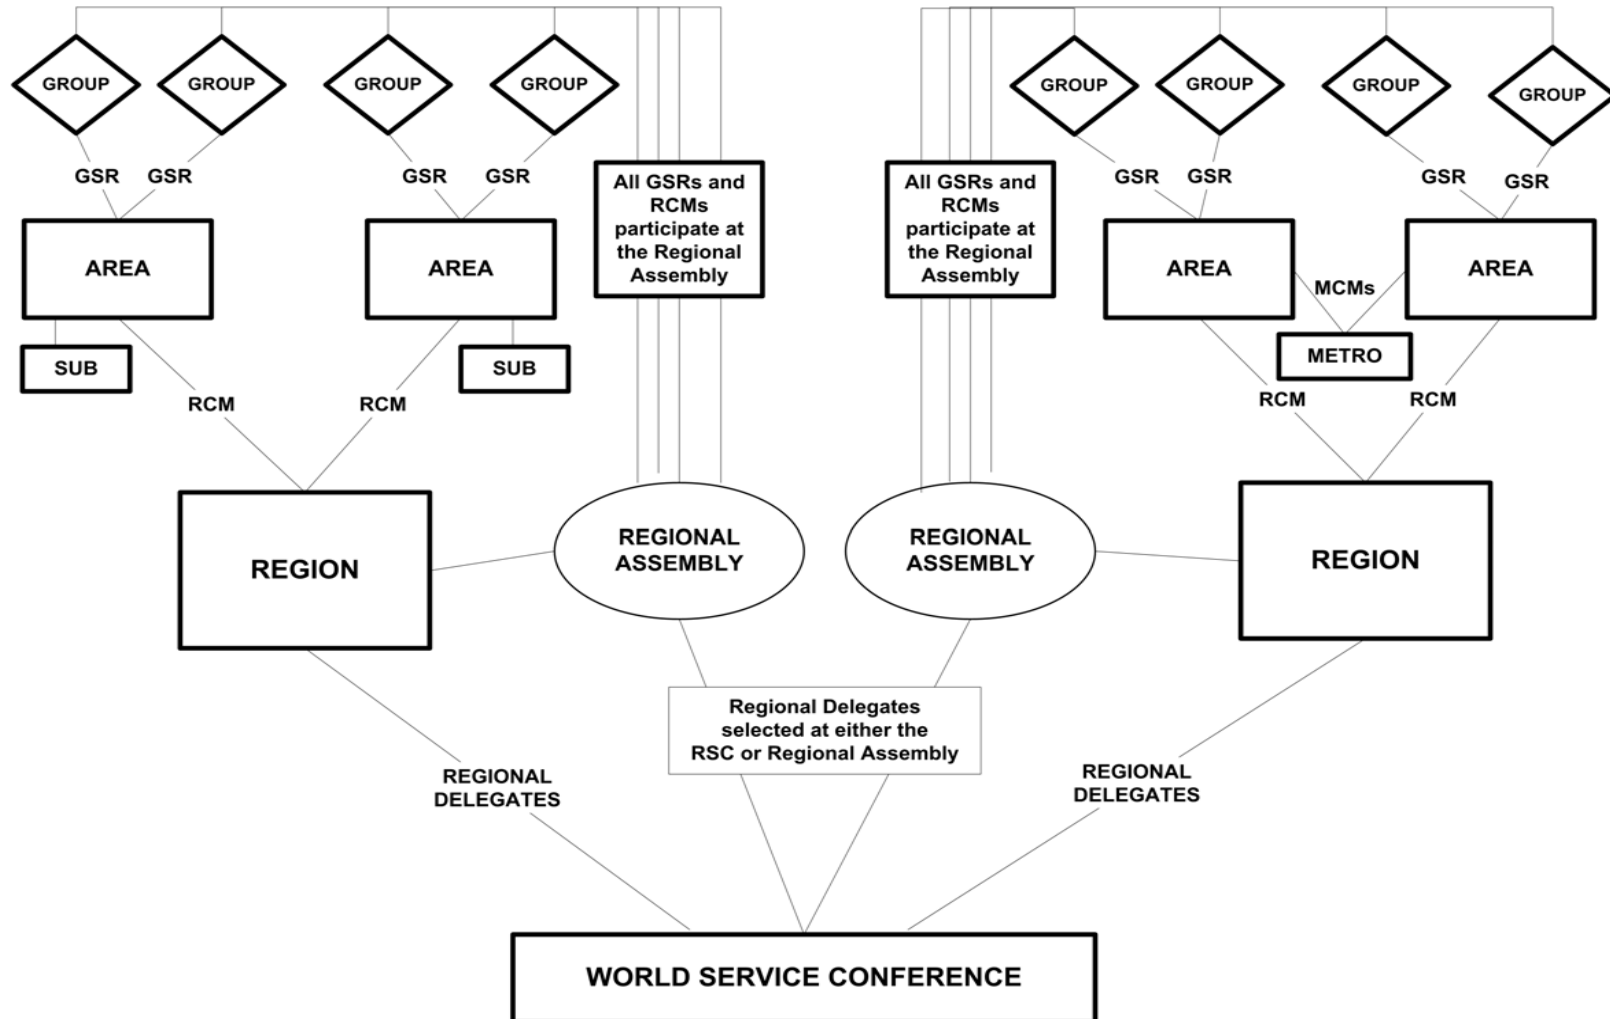 GROUP
GROUP
GROUP
GROUP
GROUP
GROUP
GROUP
GROUP
GSR
GSR
GSR
GSR
GSR
GSR
GSR
GSR
All GSRs and
RCMs
participate at
the Regional
Assembly
All GSRs and
RCMs
participate at
the Regional
Assembly
AREA
AREA
AREA
AREA
MCMs
SUB
SUB
METRO
RCM
RCM
RCM
RCM
REGION
REGIONAL
ASSEMBLY
REGIONAL
ASSEMBLY
REGION
Regional Delegates
selected at either the
RSC or Regional Assembly
REGIONAL
DELEGATES
REGIONAL
DELEGATES
WORLD SERVICE CONFERENCE